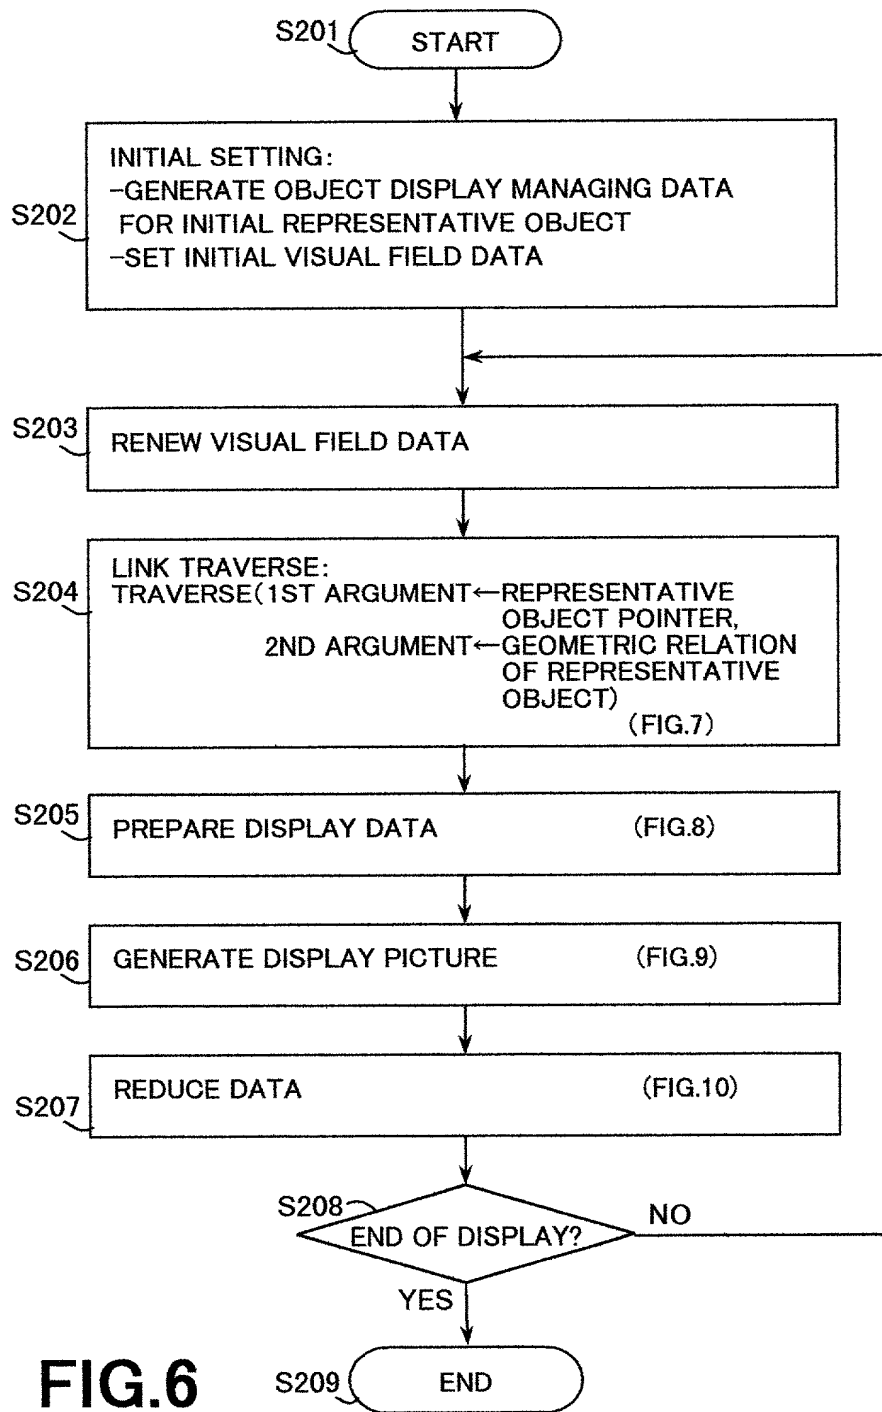 S201
START
S202
INITIAL SETTING:
-GENERATE OBJECT DISPLAY MANAGING DATA
FOR INITIAL REPRESENTATIVE OBJECT
-SET INITIAL VISUAL FIELD DATA
S203
RENEW VISUAL FIELD DATA
S204
LINK TRAVERSE:
TRAVERSE(1ST ARGUMENT←REPRESENTATIVE
OBJECT POINTER,
2ND ARGUMENT←GEOMETRIC RELATION
OF REPRESENTATIVE
OBJECT)
(FIG.7)
S205
PREPARE DISPLAY DATA (FIG.8)
S206
GENERATE DISPLAY PICTURE (FIG.9)
S207
REDUCE DATA (FIG.10)
S208
END OF DISPLAY?
NO
YES
S209
END
FIG.6